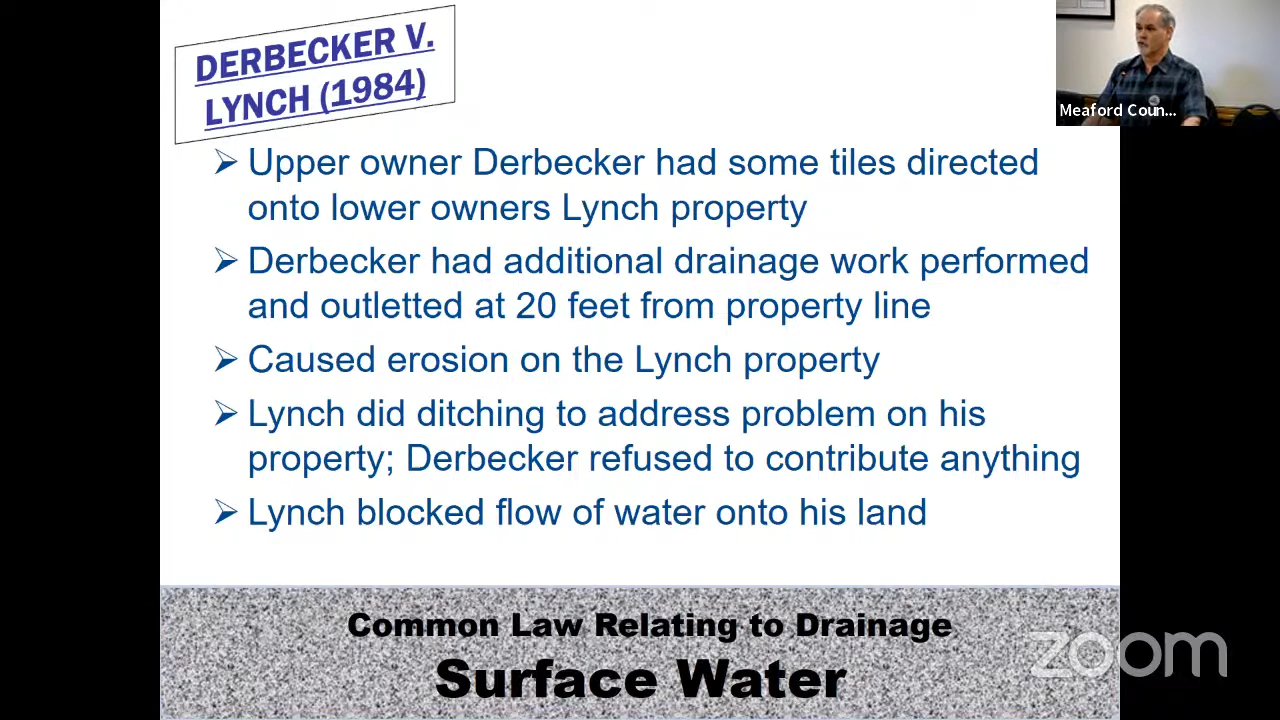 DERBECKER V.
LYNCH (1984)
Meaford Coun...
➢ Upper owner Derbecker had some tiles directed
onto lower owners Lynch property
➢ Derbecker had additional drainage work performed
and outletted at 20 feet from property line
➢ Caused erosion on the Lynch property
➢ Lynch did ditching to address problem on his
property; Derbecker refused to contribute anything
➢ Lynch blocked flow of water onto his land
Common Law Relating to Drainage
Surface Water
zoom